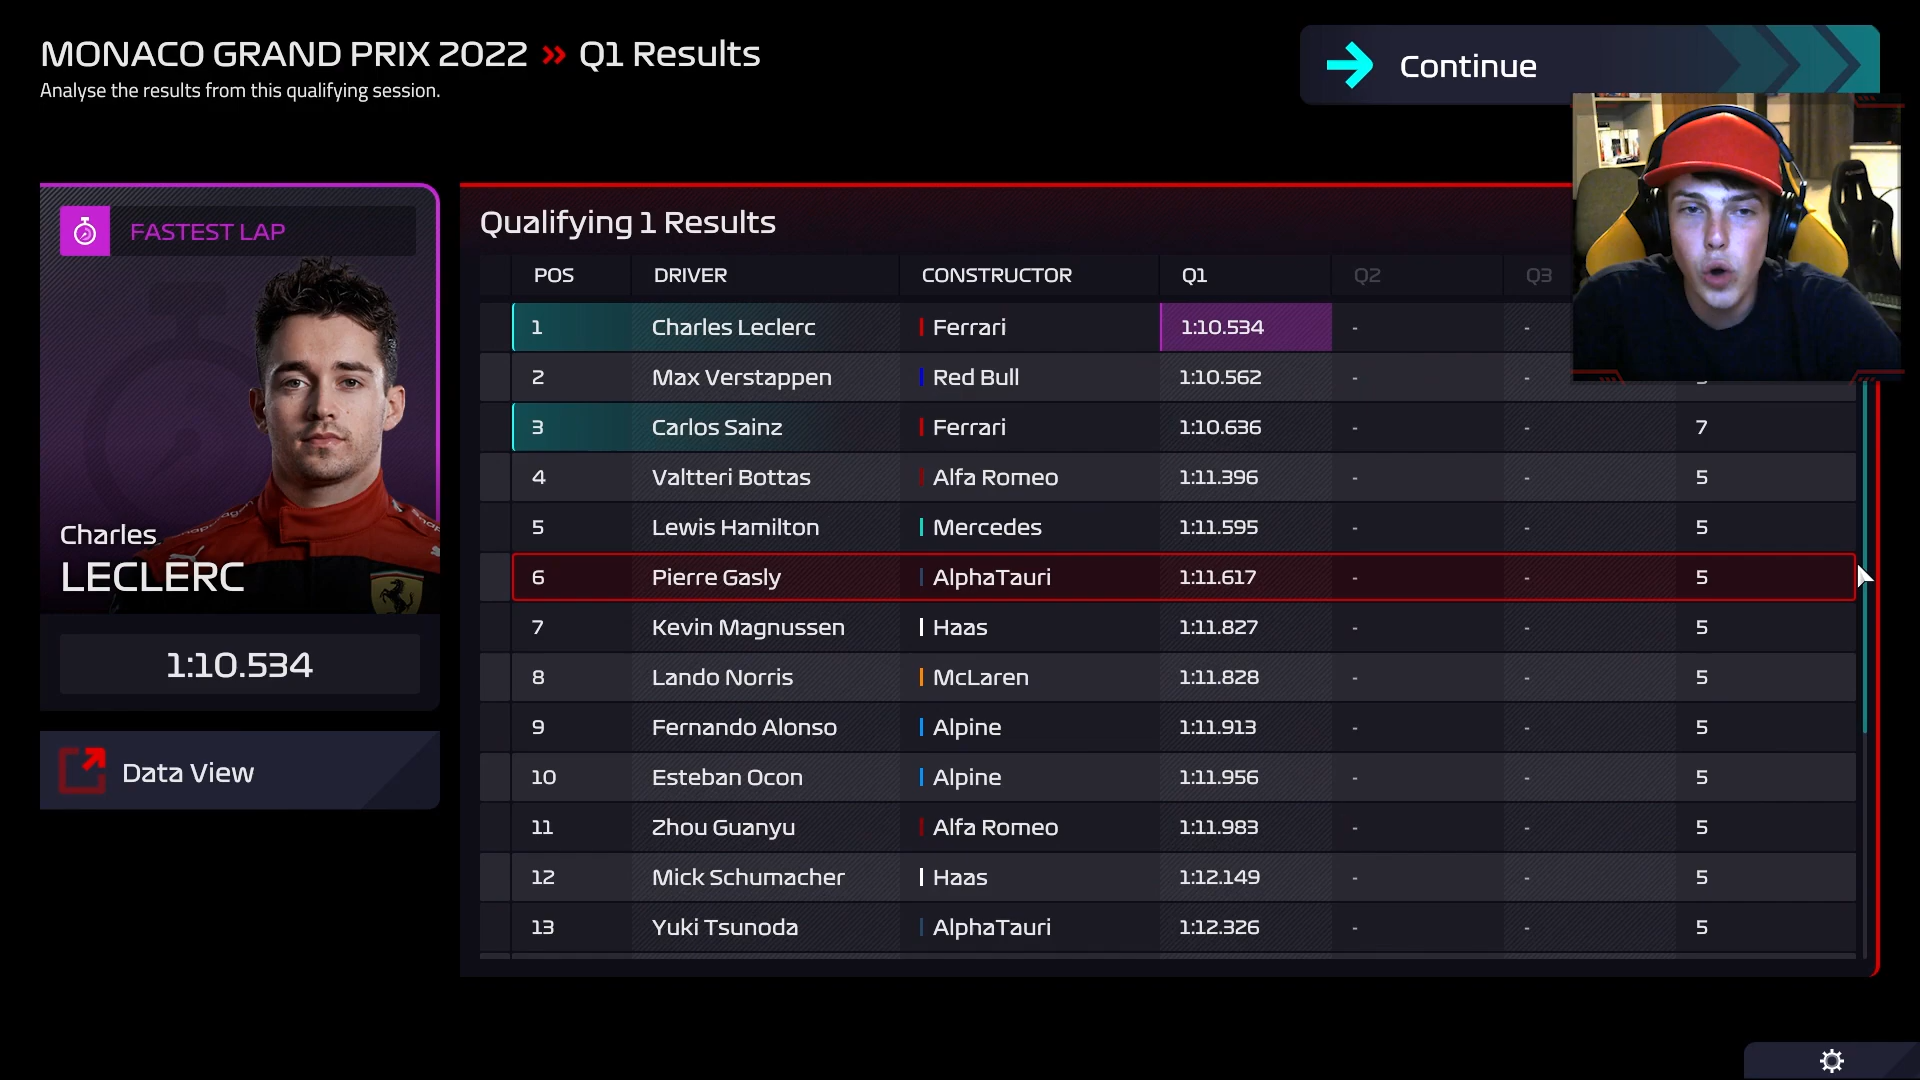 MONACO GRAND PRIX 2022 » Q1 Results
Analyse the results from this qualifying session.
Continue
FASTEST LAP
Charles
LECLERC
1:10.534
Data View
Qualifying 1 Results
POS DRIVER CONSTRUCTOR Q1 Q2 Q3
1 Charles Leclerc Ferrari 1:10.534 - -
2 Max Verstappen Red Bull 1:10.562 - -
3 Carlos Sainz Ferrari 1:10.636 - - 7
4 Valtteri Bottas Alfa Romeo 1:11.396 - - 5
5 Lewis Hamilton Mercedes 1:11.595 - - 5
6 Pierre Gasly AlphaTauri 1:11.617 - - 5
7 Kevin Magnussen Haas 1:11.827 - - 5
8 Lando Norris McLaren 1:11.828 - - 5
9 Fernando Alonso Alpine 1:11.913 - - 5
10 Esteban Ocon Alpine 1:11.956 - - 5
11 Zhou Guanyu Alfa Romeo 1:11.983 - - 5
12 Mick Schumacher Haas 1:12.149 - - 5
13 Yuki Tsunoda AlphaTauri 1:12.326 - - 5